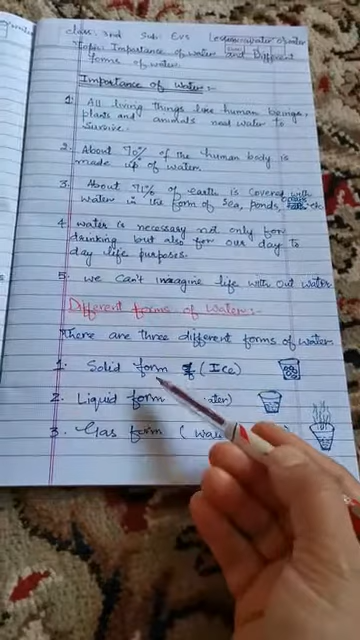 class. 3rd Sub. Evs Lesson: water
Topic: Importance of water and Different
forms of water.
Importance of water:-
1. All living things like human beings,
plants and animals need water to
survive.
2. About 70% of the human body is
made up of water.
3. About 71% of earth is covered with
water in the form of sea, ponds, etc
4. water is necessary not only for
drinking but also for our day to
day life purposes.
5. we can't imagine life with out water
Different forms of water:-
There are three different forms of water
1. Solid form (Ice)
2. Liquid form ater)
3. Gas form (wa